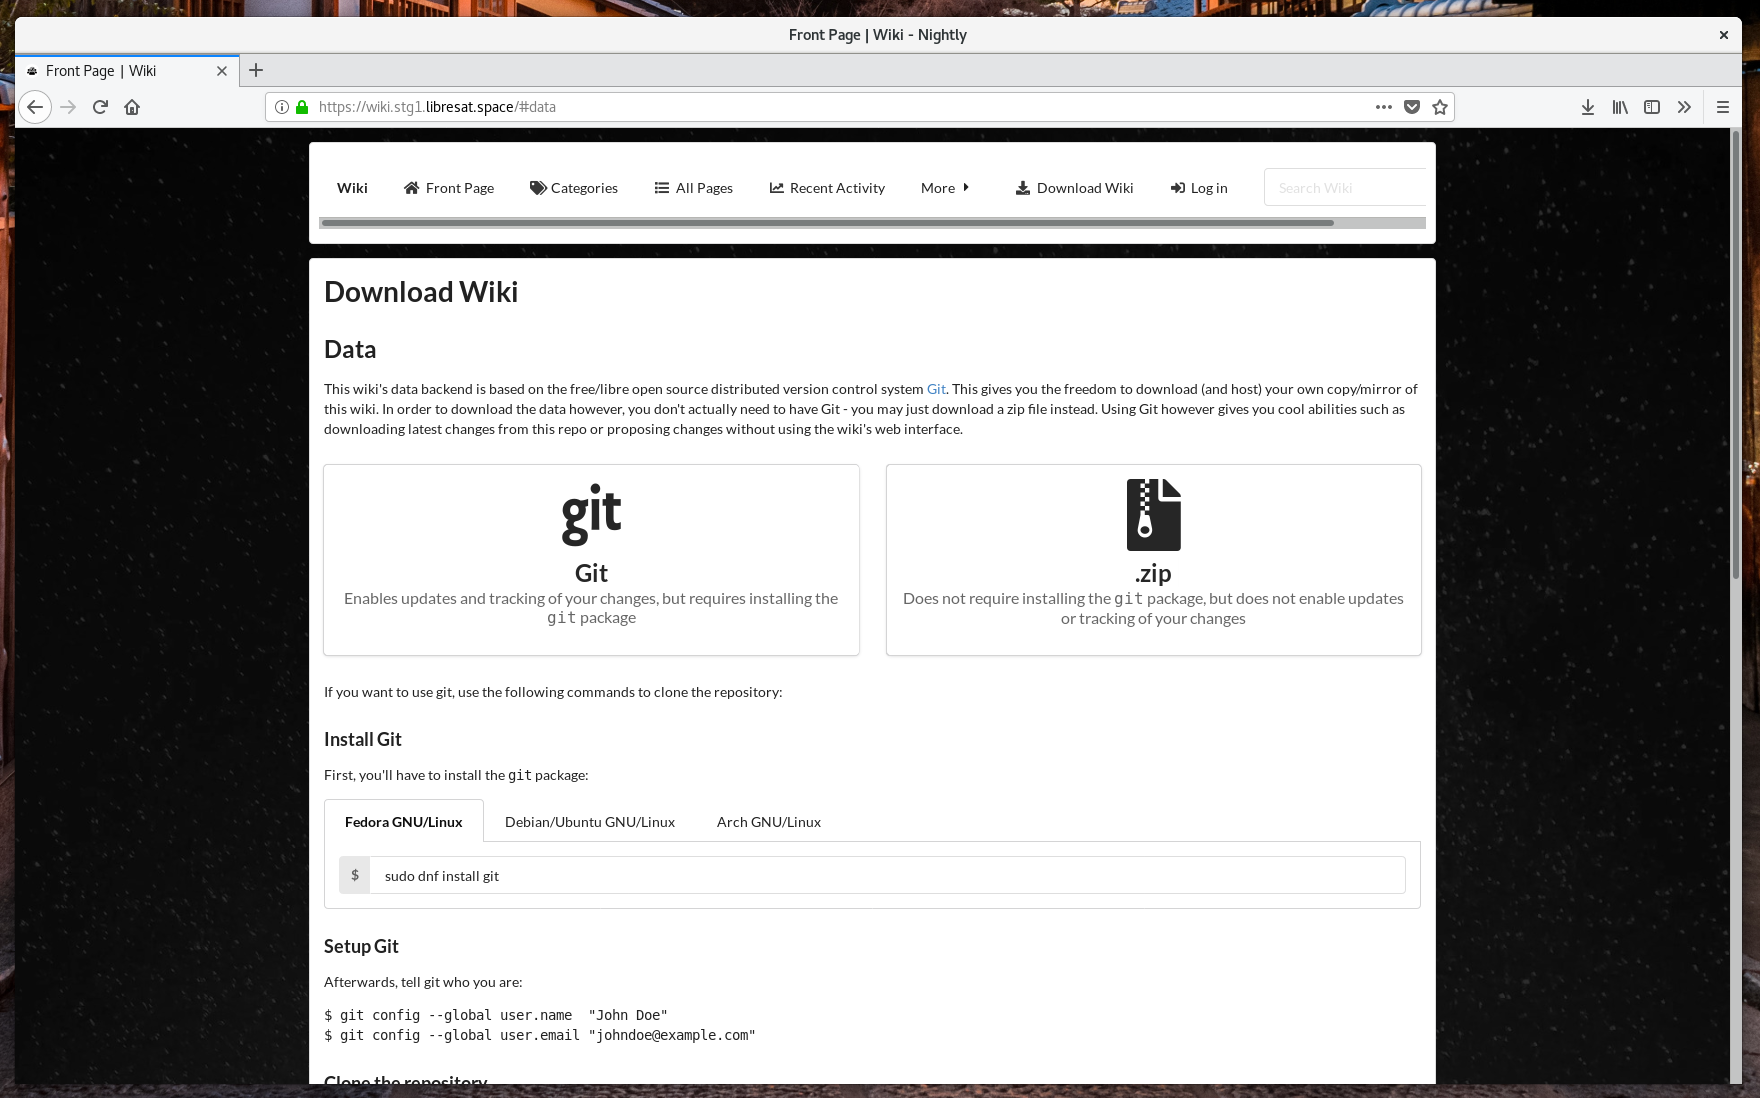 Front Page | Wiki - Nightly
Front Page | Wiki
https://wiki.stg1.libresat.space/#data
Wiki Front Page Categories All Pages Recent Activity More Download Wiki Log in Search Wiki
Download Wiki
Data
This wiki's data backend is based on the free/libre open source distributed version control system Git. This gives you the freedom to download (and host) your own copy/mirror of
this wiki. In order to download the data however, you don't actually need to have Git - you may just download a zip file instead. Using Git however gives you cool abilities such as
downloading latest changes from this repo or proposing changes without using the wiki's web interface.
git
Git
Enables updates and tracking of your changes, but requires installing the
git package
.zip
Does not require installing the git package, but does not enable updates
or tracking of your changes
If you want to use git, use the following commands to clone the repository:
Install Git
First, you'll have to install the git package:
Fedora GNU/Linux Debian/Ubuntu GNU/Linux Arch GNU/Linux
$ sudo dnf install git
Setup Git
Afterwards, tell git who you are:
$ git config --global user.name  "John Doe"
$ git config --global user.email "johndoe@example.com"
Clone the repository